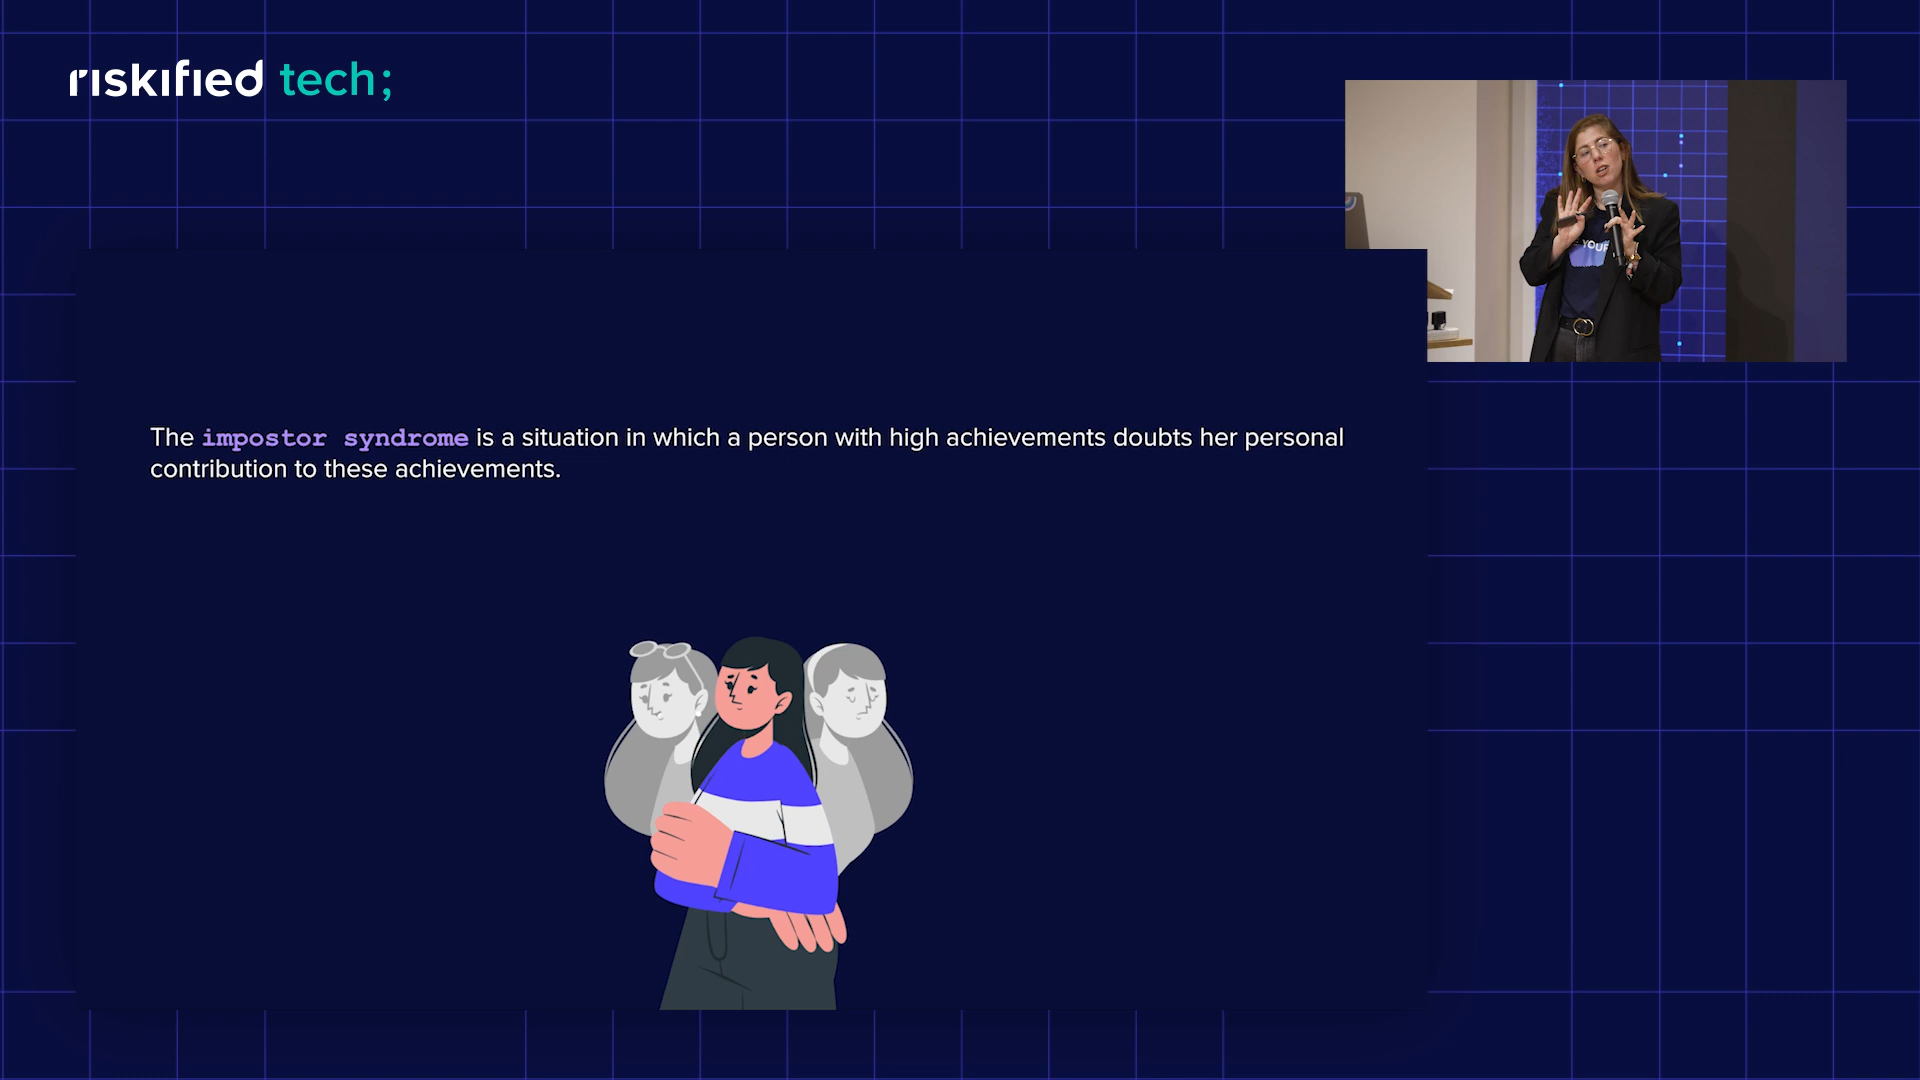 riskified tech;
YOUR
The impostor syndrome is a situation in which a person with high achievements doubts her personal
contribution to these achievements.